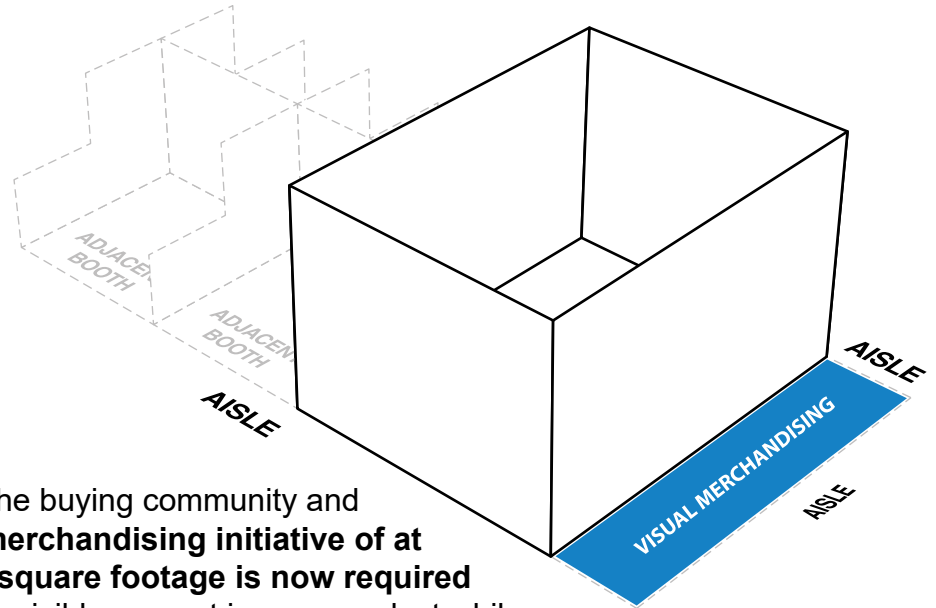 ADJACEN
BOOTH
ADJACEN
BOOTH
AISLE
AISLE
VISUAL MERCHANDISING
AISLE
he buying community and
merchandising initiative of at
square footage is now required